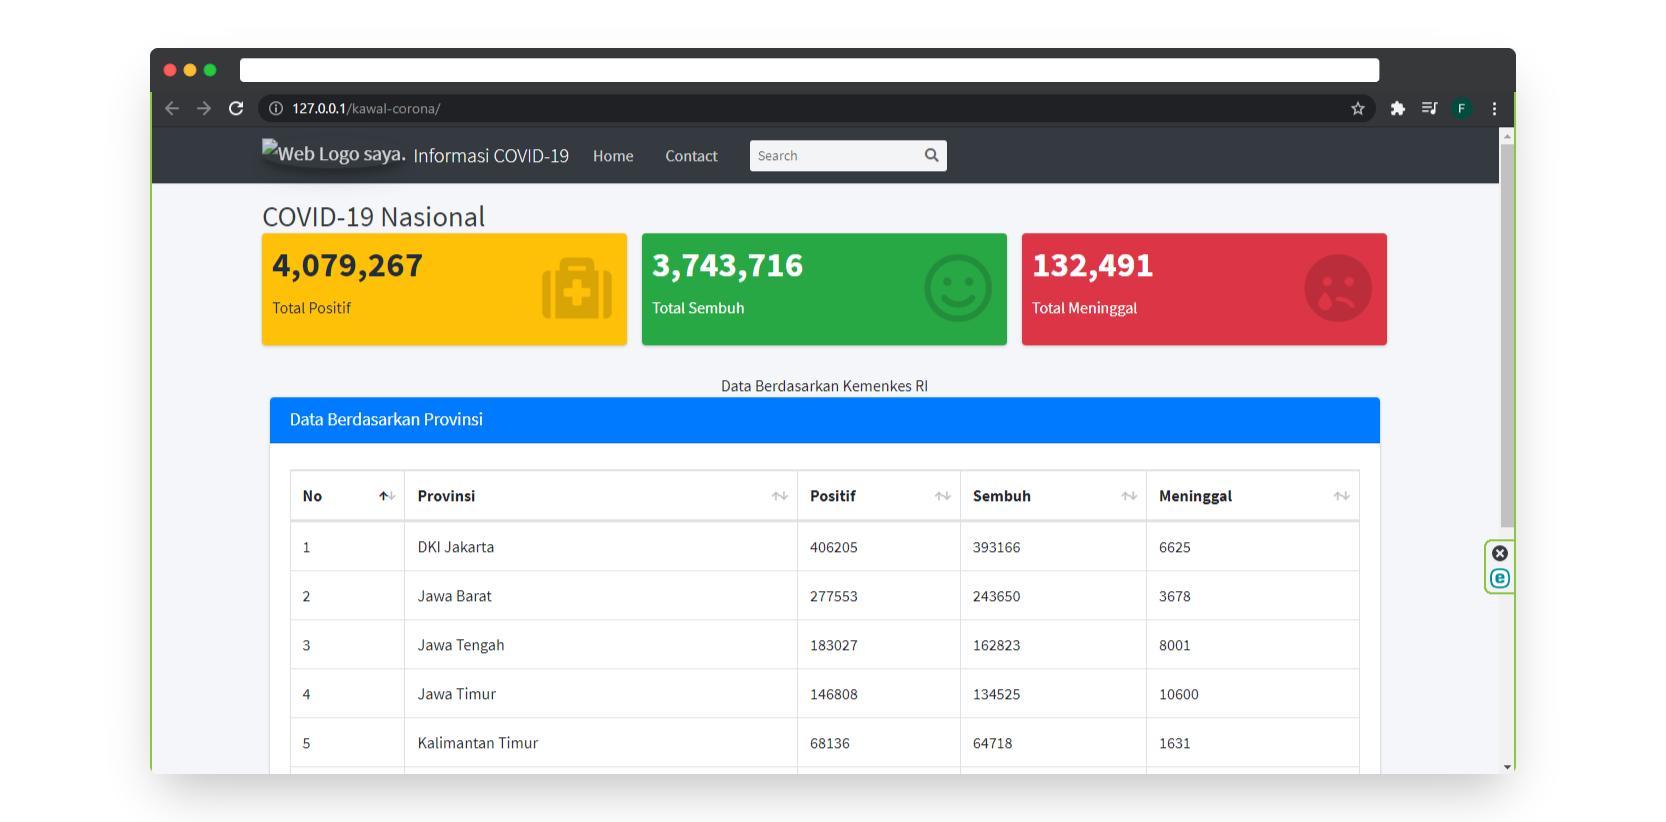 127.0.0.1/kawal-corona/
F
Web Logo saya. Informasi COVID-19 Home Contact Search
COVID-19 Nasional
4,079,267
Total Positif
3,743,716
Total Sembuh
132,491
Total Meninggal
Data Berdasarkan Kemenkes RI
Data Berdasarkan Provinsi
No Provinsi Positif Sembuh Meninggal
1 DKI Jakarta 406205 393166 6625
2 Jawa Barat 277553 243650 3678
3 Jawa Tengah 183027 162823 8001
4 Jawa Timur 146808 134525 10600
5 Kalimantan Timur 68136 64718 1631
e